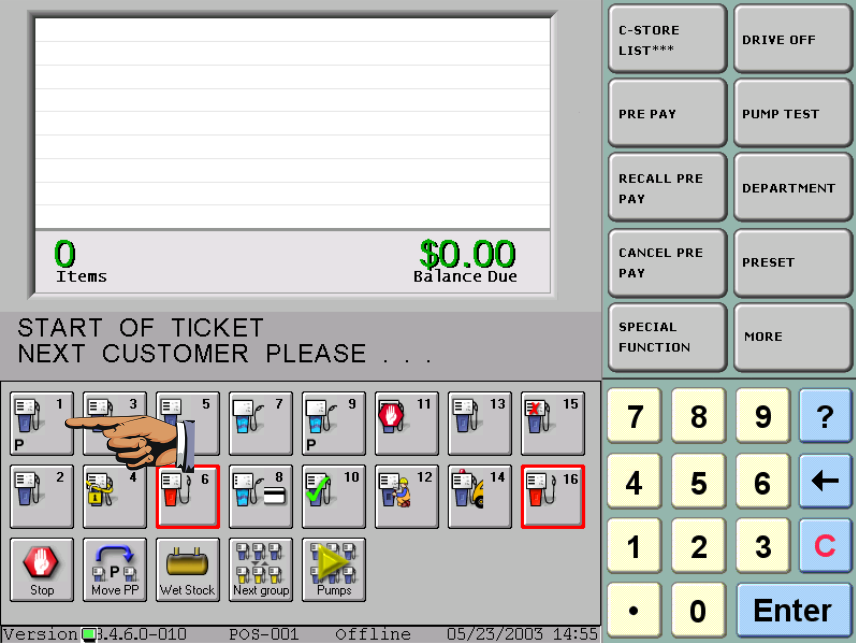 0
Items
$0.00
Balance Due
START OF TICKET
NEXT CUSTOMER PLEASE . . .
C-STORE
LIST***
DRIVE OFF
PRE PAY
PUMP TEST
RECALL PRE
PAY
DEPARTMENT
CANCEL PRE
PAY
PRESET
SPECIAL
FUNCTION
MORE
1
P
3
5
7
9
P
11
13
15
2
4
6
8
10
12
14
16
Stop
P
Move PP
Wet Stock
Next group
Pumps
7 8 9 ?
4 5 6 ←
1 2 3 C
• 0 Enter
Version 3.4.6.0-010 POS-001 Offline 05/23/2003 14:55